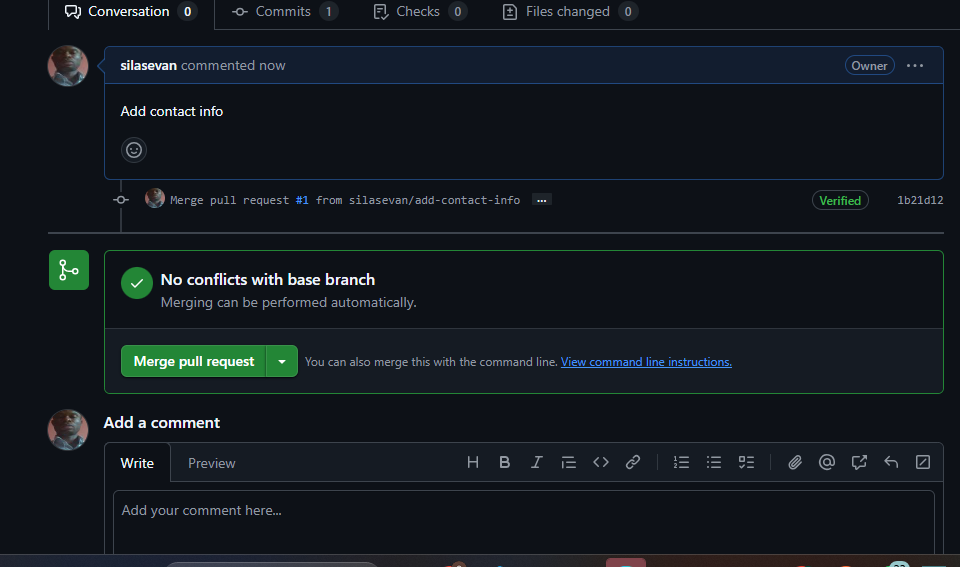 Conversation 0 Commits 1 Checks 0 Files changed 0
silasevan commented now Owner
Add contact info
Merge pull request #1 from silasevan/add-contact-info ... Verified 1b21d12
No conflicts with base branch
Merging can be performed automatically.
Merge pull request You can also merge this with the command line. View command line instructions.
Add a comment
Write Preview
Add your comment here...